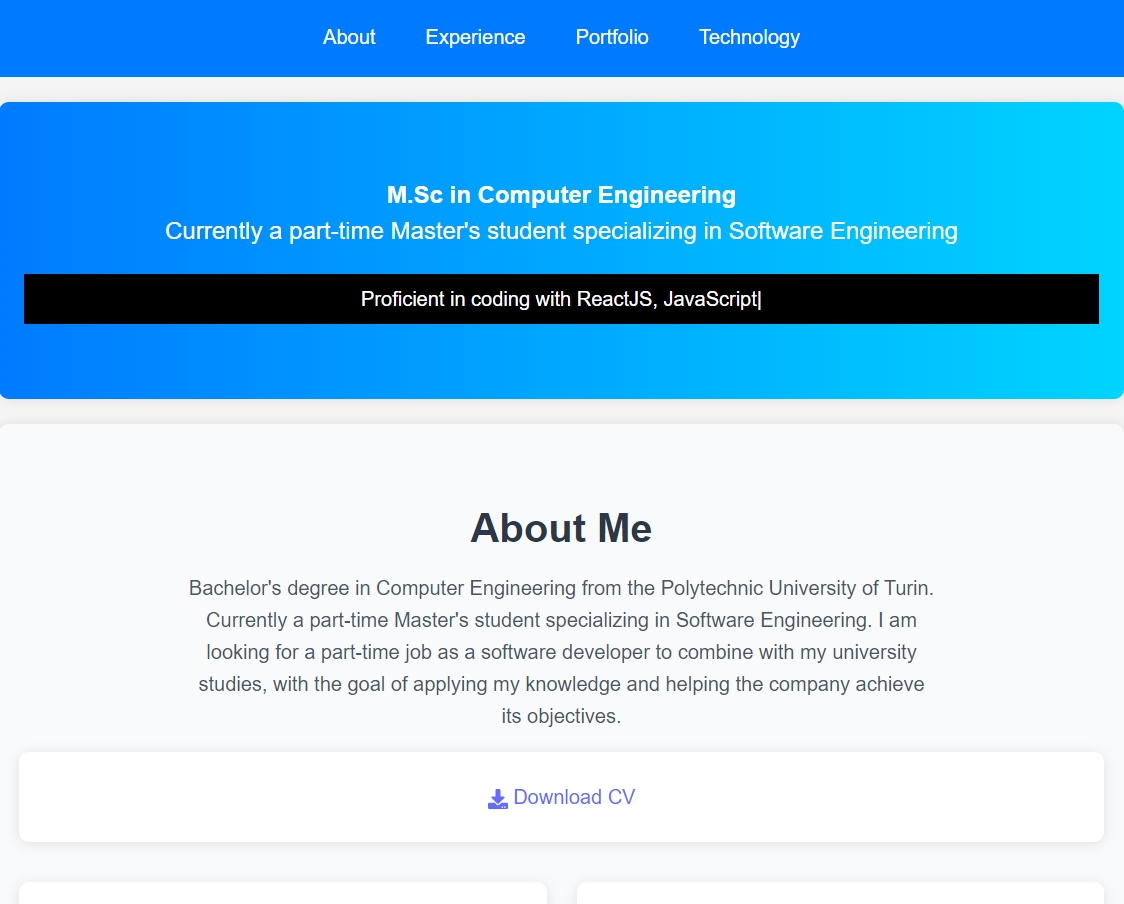 About Experience Portfolio Technology
M.Sc in Computer Engineering
Currently a part-time Master's student specializing in Software Engineering
Proficient in coding with ReactJS, JavaScript|
About Me
Bachelor's degree in Computer Engineering from the Polytechnic University of Turin.
Currently a part-time Master's student specializing in Software Engineering. I am
looking for a part-time job as a software developer to combine with my university
studies, with the goal of applying my knowledge and helping the company achieve
its objectives.
Download CV